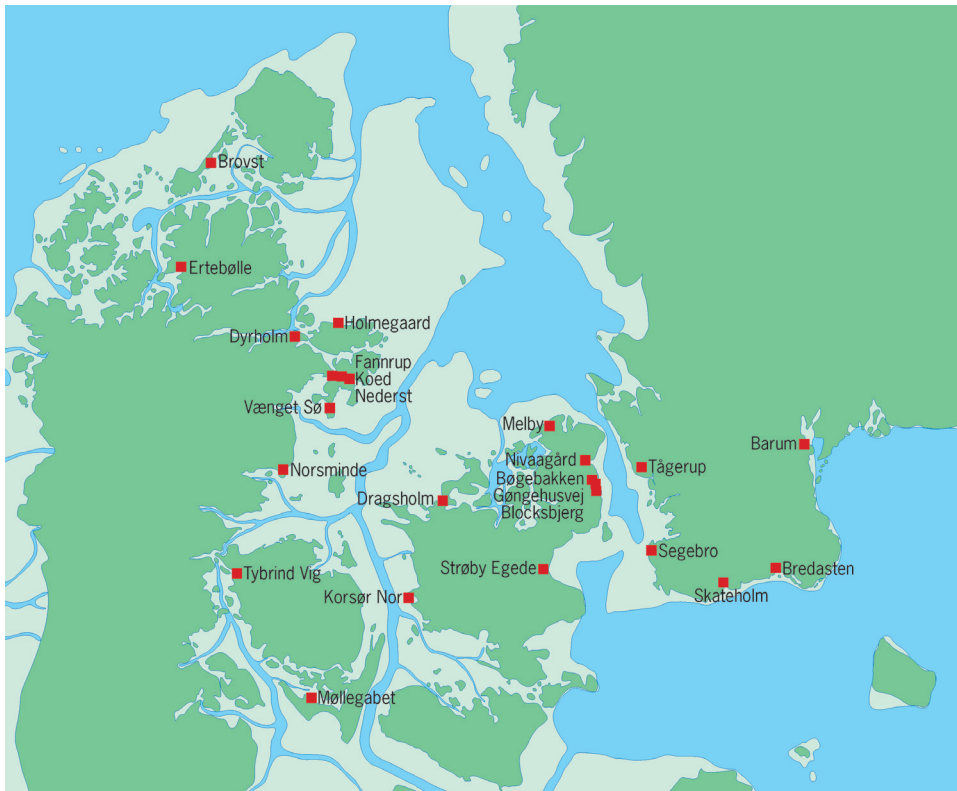 Brovst
Ertebølle
Holmegaard
Dyrholm
Fannrup
Koed
Nederst
Vænget Sø
Melby
Barum
Nivaagård
Norsminde
Tågerup
Bøgebakken
Gøngehusvej
Dragsholm
Blocksbjerg
Segebro
Strøby Egede
Bredasten
Tybrind Vig
Skateholm
Korsør Nor
Møllegabet